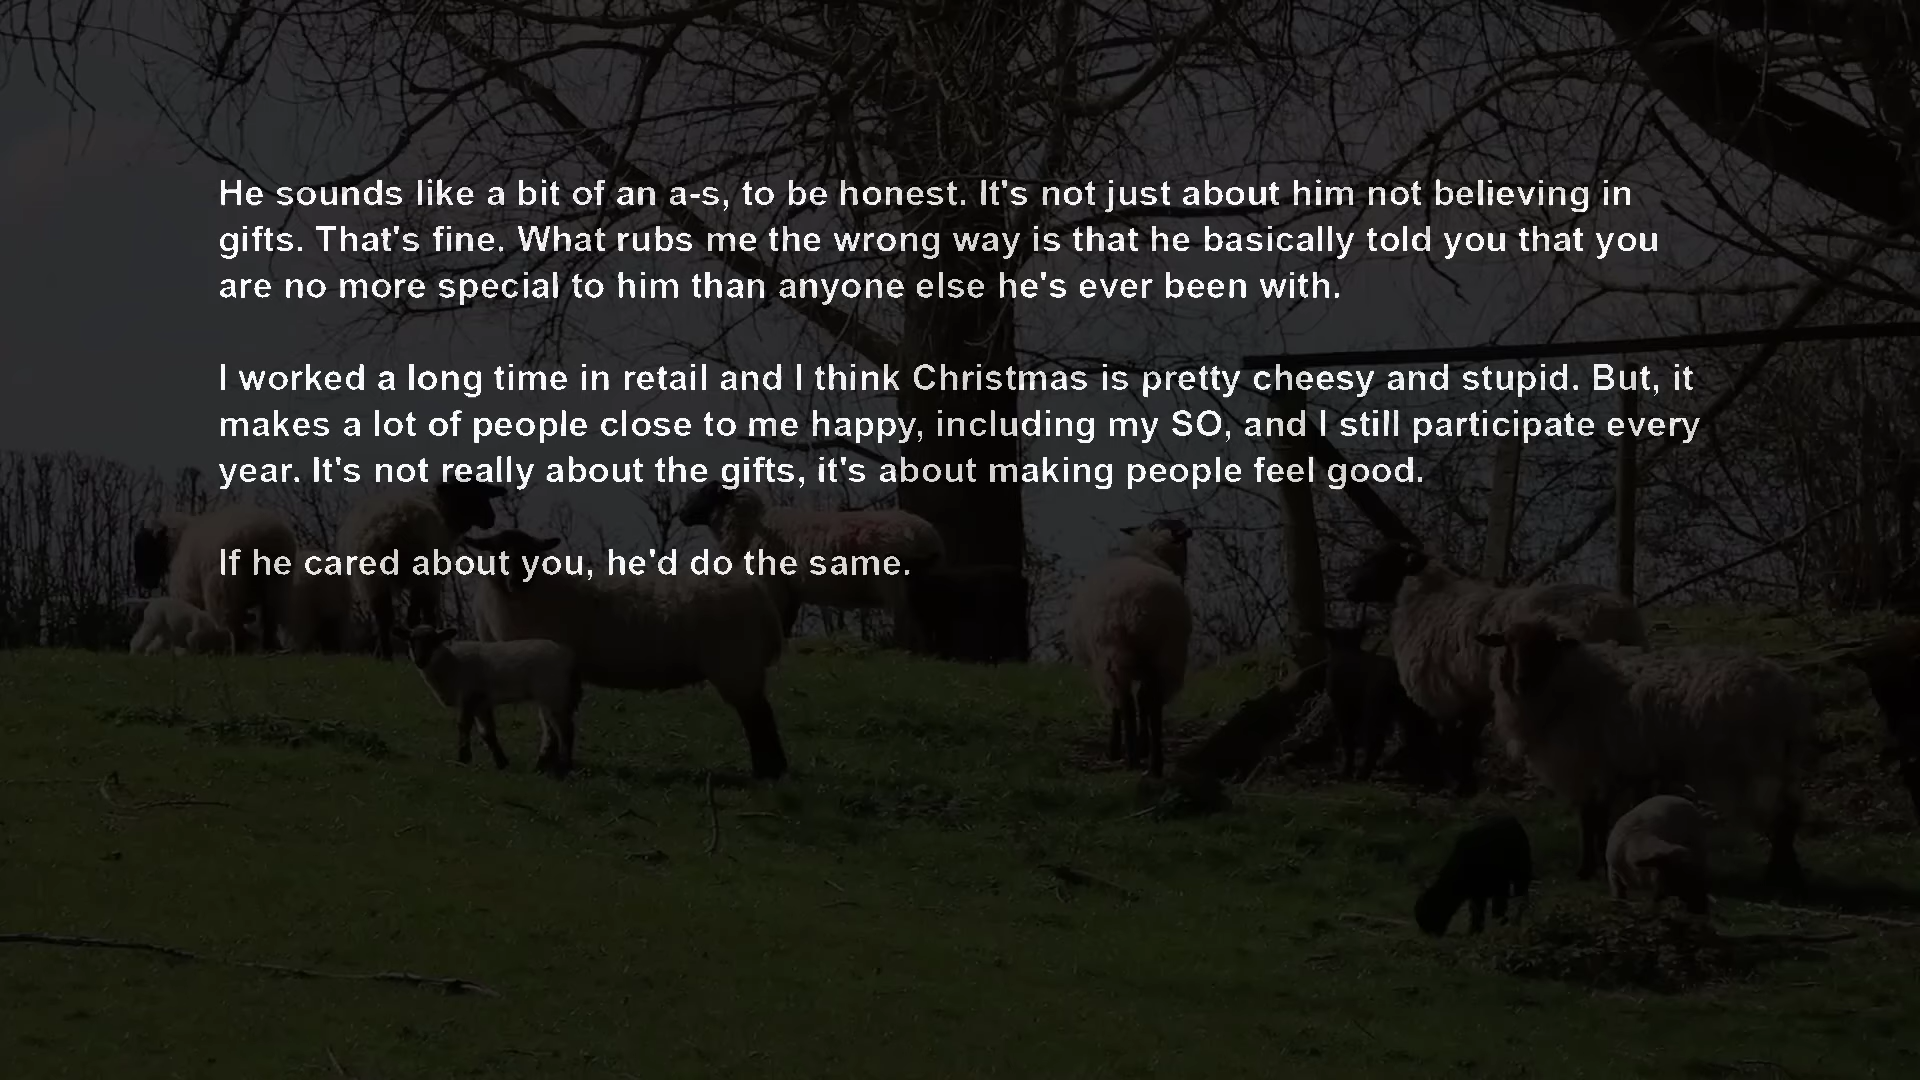 He sounds like a bit of an a-s, to be honest. It's not just about him not believing in
gifts. That's fine. What rubs me the wrong way is that he basically told you that you
are no more special to him than anyone else he's ever been with.
I worked a long time in retail and I think Christmas is pretty cheesy and stupid. But, it
makes a lot of people close to me happy, including my SO, and I still participate every
year. It's not really about the gifts, it's about making people feel good.
If he cared about you, he'd do the same.